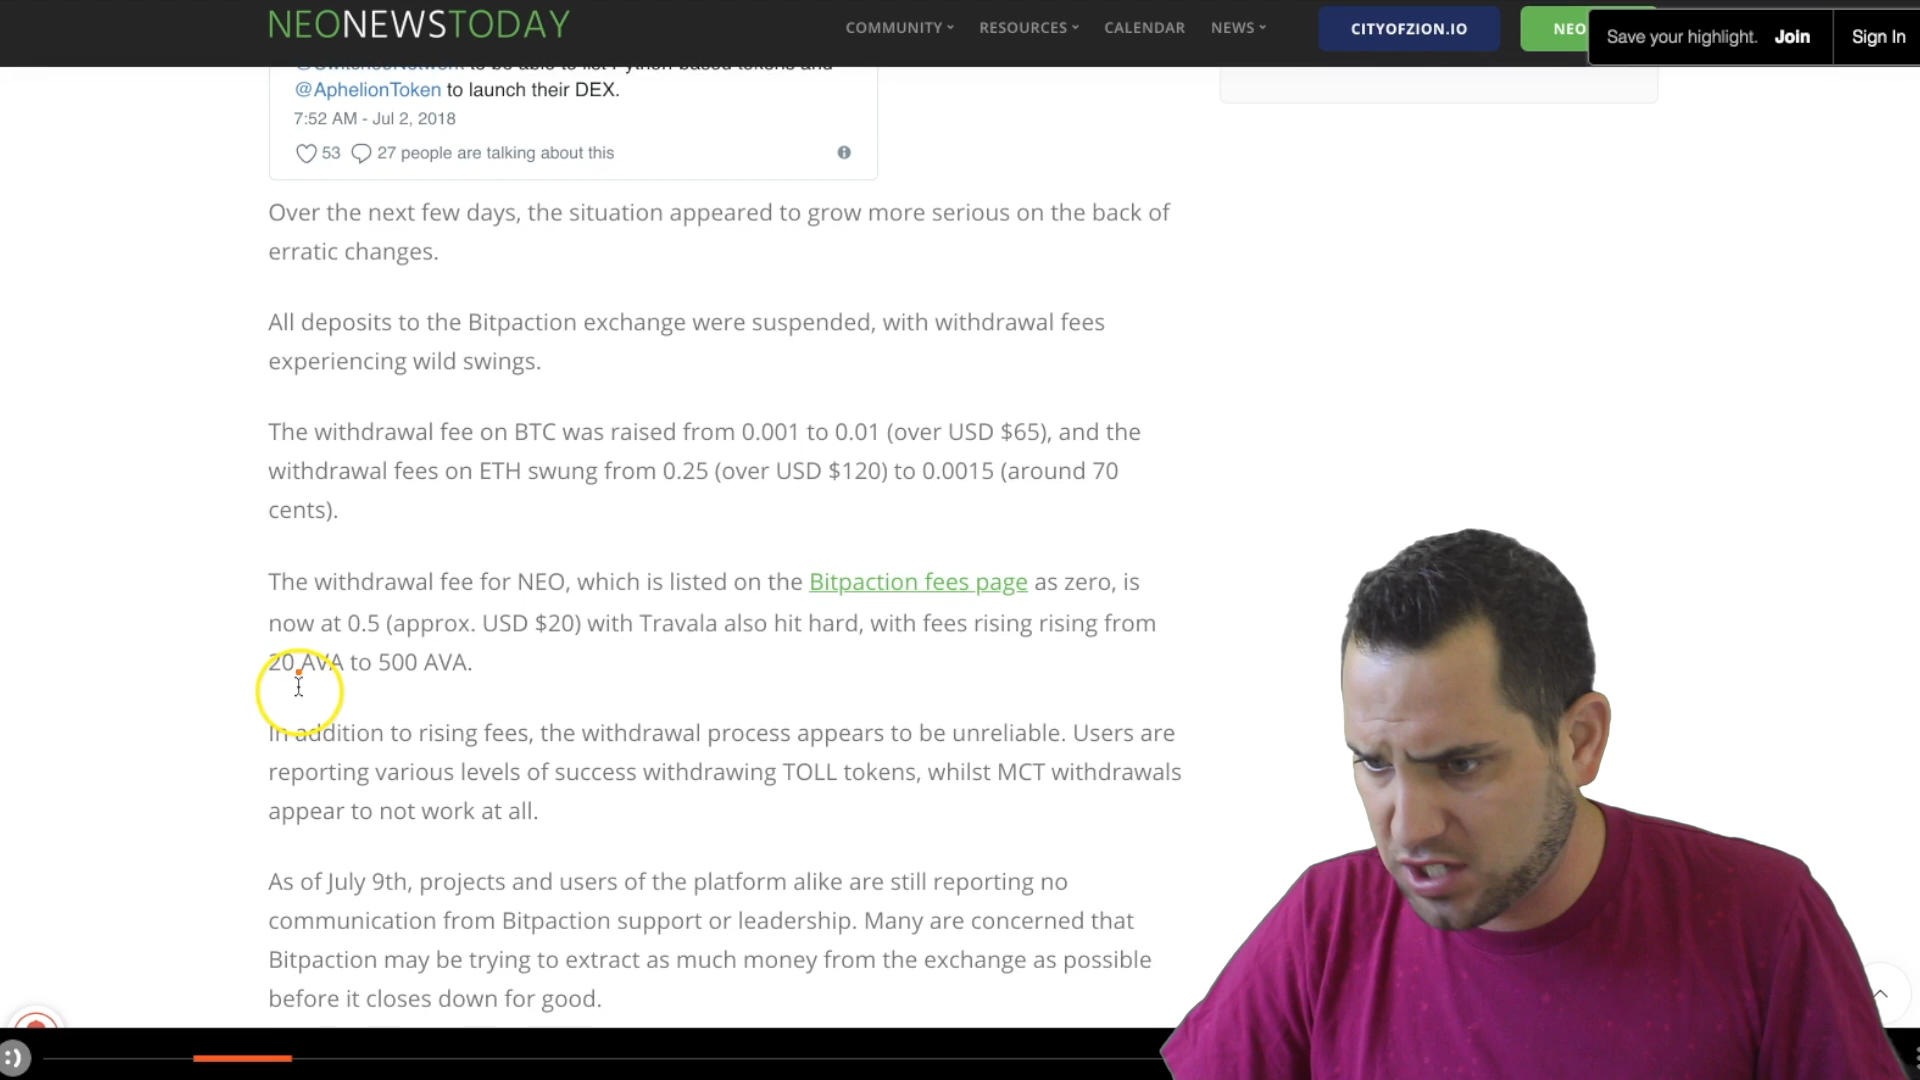 NEONEWSTODAY
COMMUNITY RESOURCES CALENDAR NEWS CITYOFZION.IO NEO Save your highlight. Join Sign In
to be able to list Python-based tokens and
@AphelionToken to launch their DEX.
7:52 AM - Jul 2, 2018
53 27 people are talking about this
Over the next few days, the situation appeared to grow more serious on the back of
erratic changes.
All deposits to the Bitpaction exchange were suspended, with withdrawal fees
experiencing wild swings.
The withdrawal fee on BTC was raised from 0.001 to 0.01 (over USD $65), and the
withdrawal fees on ETH swung from 0.25 (over USD $120) to 0.0015 (around 70
cents).
The withdrawal fee for NEO, which is listed on the Bitpaction fees page as zero, is
now at 0.5 (approx. USD $20) with Travala also hit hard, with fees rising rising from
20 AVA to 500 AVA.
In addition to rising fees, the withdrawal process appears to be unreliable. Users are
reporting various levels of success withdrawing TOLL tokens, whilst MCT withdrawals
appear to not work at all.
As of July 9th, projects and users of the platform alike are still reporting no
communication from Bitpaction support or leadership. Many are concerned that
Bitpaction may be trying to extract as much money from the exchange as possible
before it closes down for good.